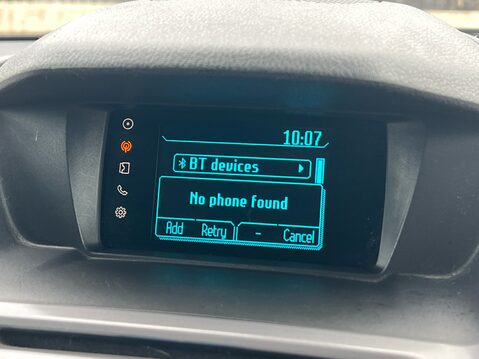 10:07
BT devices
No phone found
Add Retry - Cancel